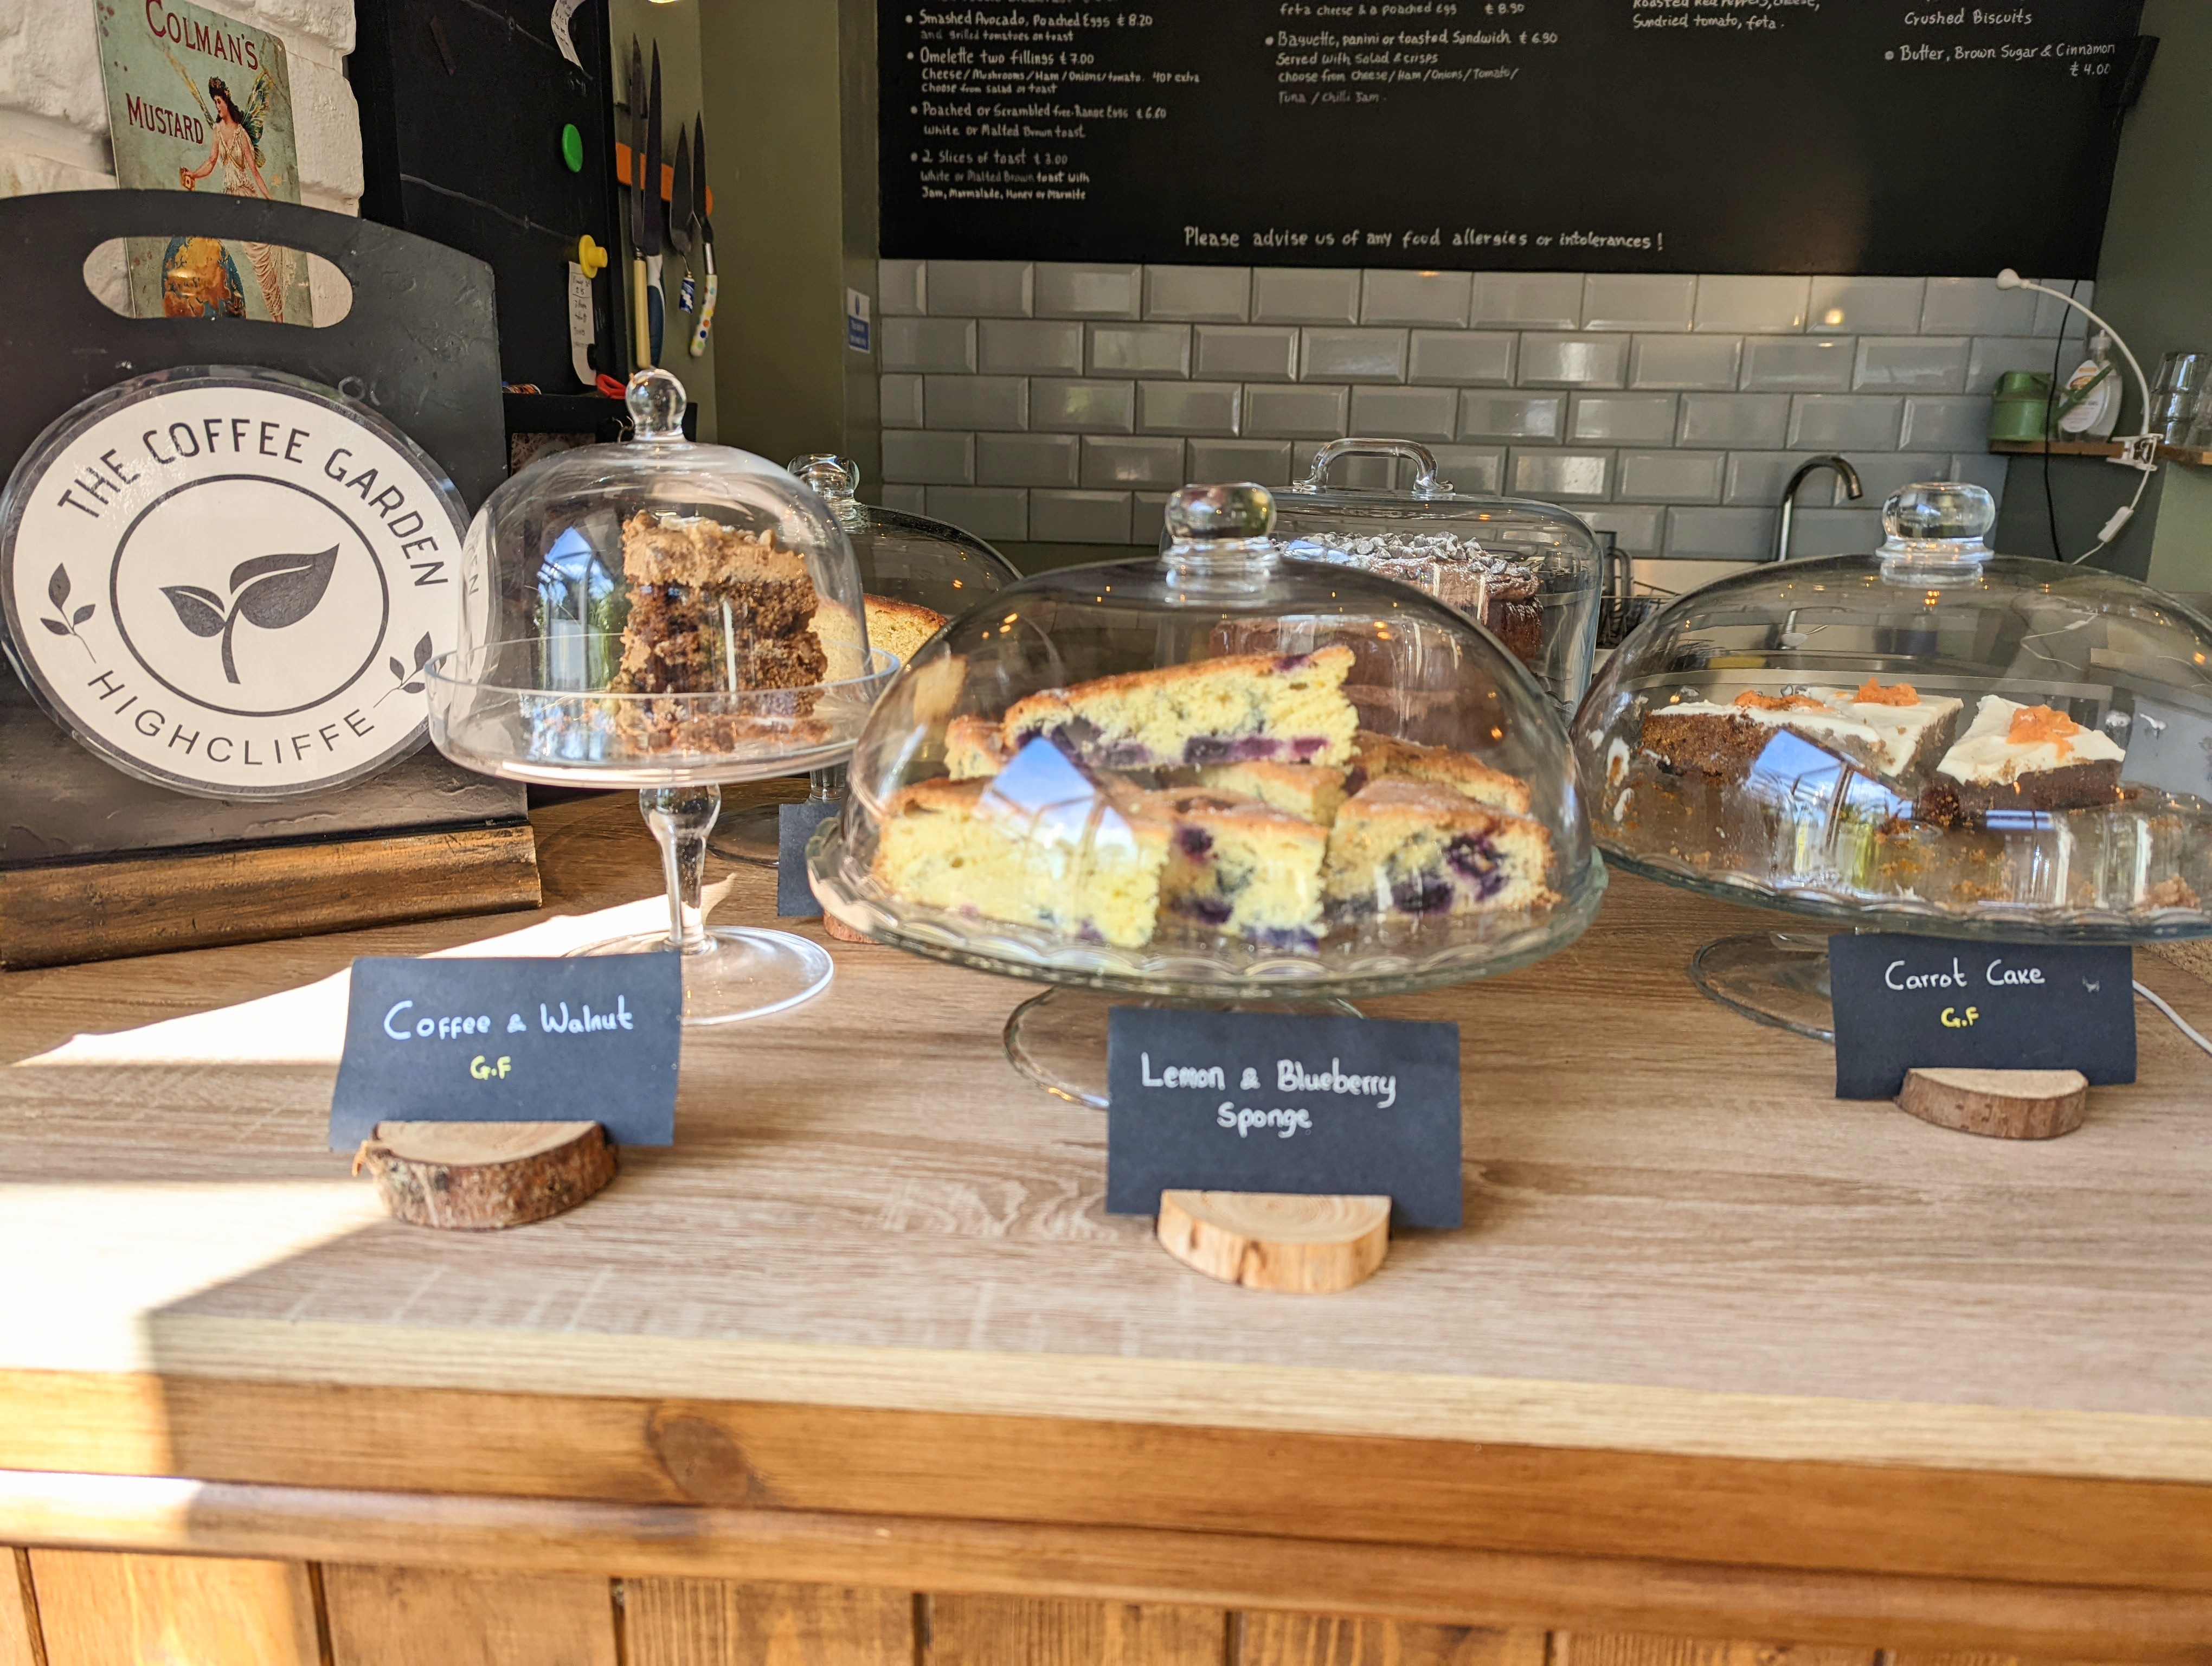 COLMAN'S
MUSTARD
Smashed Avocado, Poached Eggs £8.20
and grilled tomatoes on toast
Omelette two fillings £7.00
Cheese/Mushrooms/Ham/Onions/tomato. 40P extra
Choose from salad or toast
Poached or Scrambled free-Range Eggs £6.60
White or Malted Brown toast
2 Slices of toast £3.00
White or Malted Brown toast with
Jam, Marmalade, Honey or Marmite
feta cheese & a poached egg £8.90
Baguette, panini or toasted Sandwich £6.90
Served with Salad & crisps
choose from Cheese/Ham/Onions/Tomato/
Tuna / Chilli Jam.
Sundried tomato, feta.
Crushed Biscuits
Butter, Brown Sugar & Cinnamon
£4.00
Please advise us of any food allergies or intolerances!
THE COFFEE GARDEN
HIGHCLIFFE
Coffee & Walnut
G.F
Lemon & Blueberry
Sponge
Carrot Cake
G.F